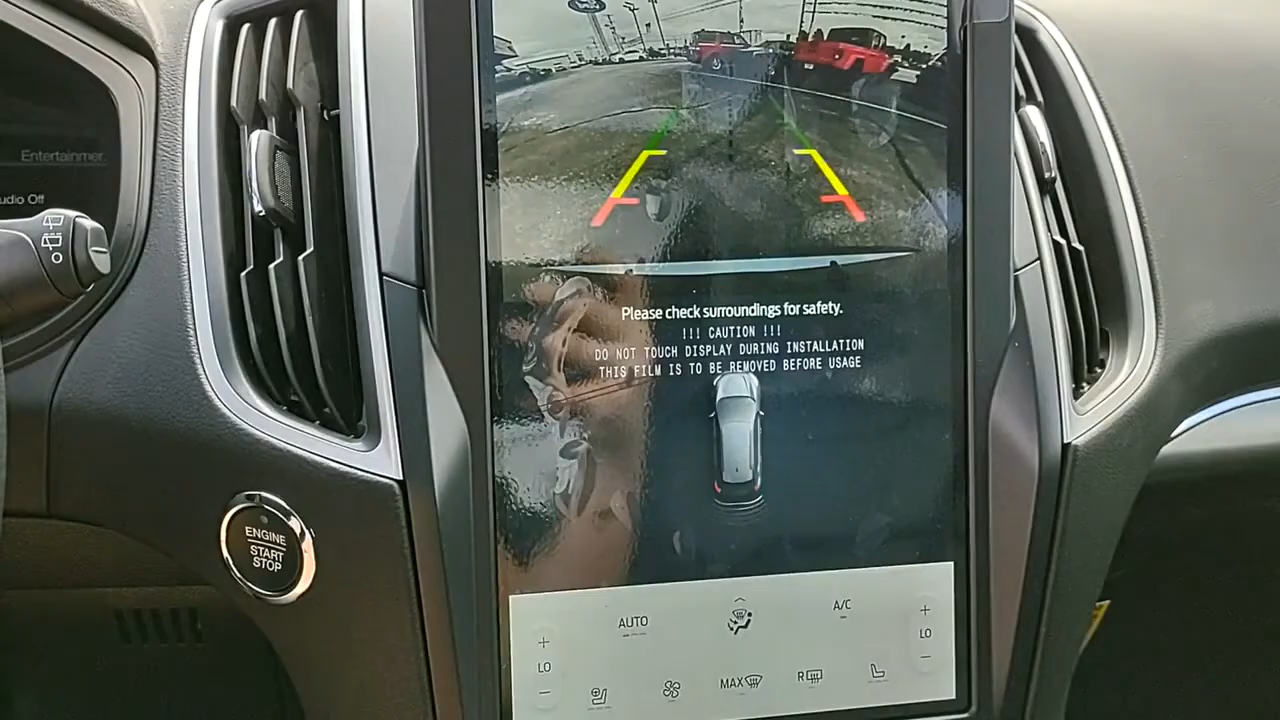 Entertainmer
udio Off
Please check surroundings for safety.
!!! CAUTION !!!
DO NOT TOUCH DISPLAY DURING INSTALLATION
THIS FILM IS TO BE REMOVED BEFORE USAGE
ENGINE
START
STOP
AUTO
A/C
+
LO
−
+
LO
−
MAX
R